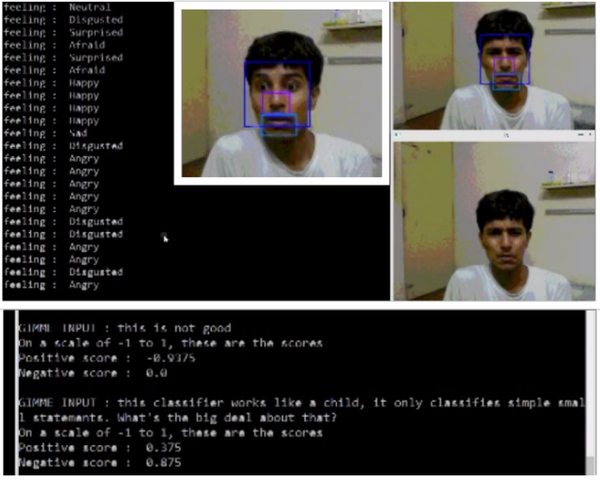 feeling : Neutral
feeling : Disgusted
feeling : Surprised
feeling : Afraid
feeling : Surprised
feeling : Afraid
feeling : Happy
feeling : Happy
feeling : Happy
feeling : Happy
feeling : Sad
feeling : Disgusted
feeling : Angry
feeling : Angry
feeling : Angry
feeling : Angry
feeling : Angry
feeling : Disgusted
feeling : Disgusted
feeling : Angry
feeling : Angry
feeling : Disgusted
feeling : Angry
GIMME INPUT : this is not good
On a scale of -1 to 1, these are the scores
Positive score : -0.9375
Negative score : 0.0
GIMME INPUT : this classifier works like a child, it only classifies simple smal
l statements. What's the big deal about that?
On a scale of -1 to 1, these are the scores
Positive score : 0.375
Negative score : 0.875